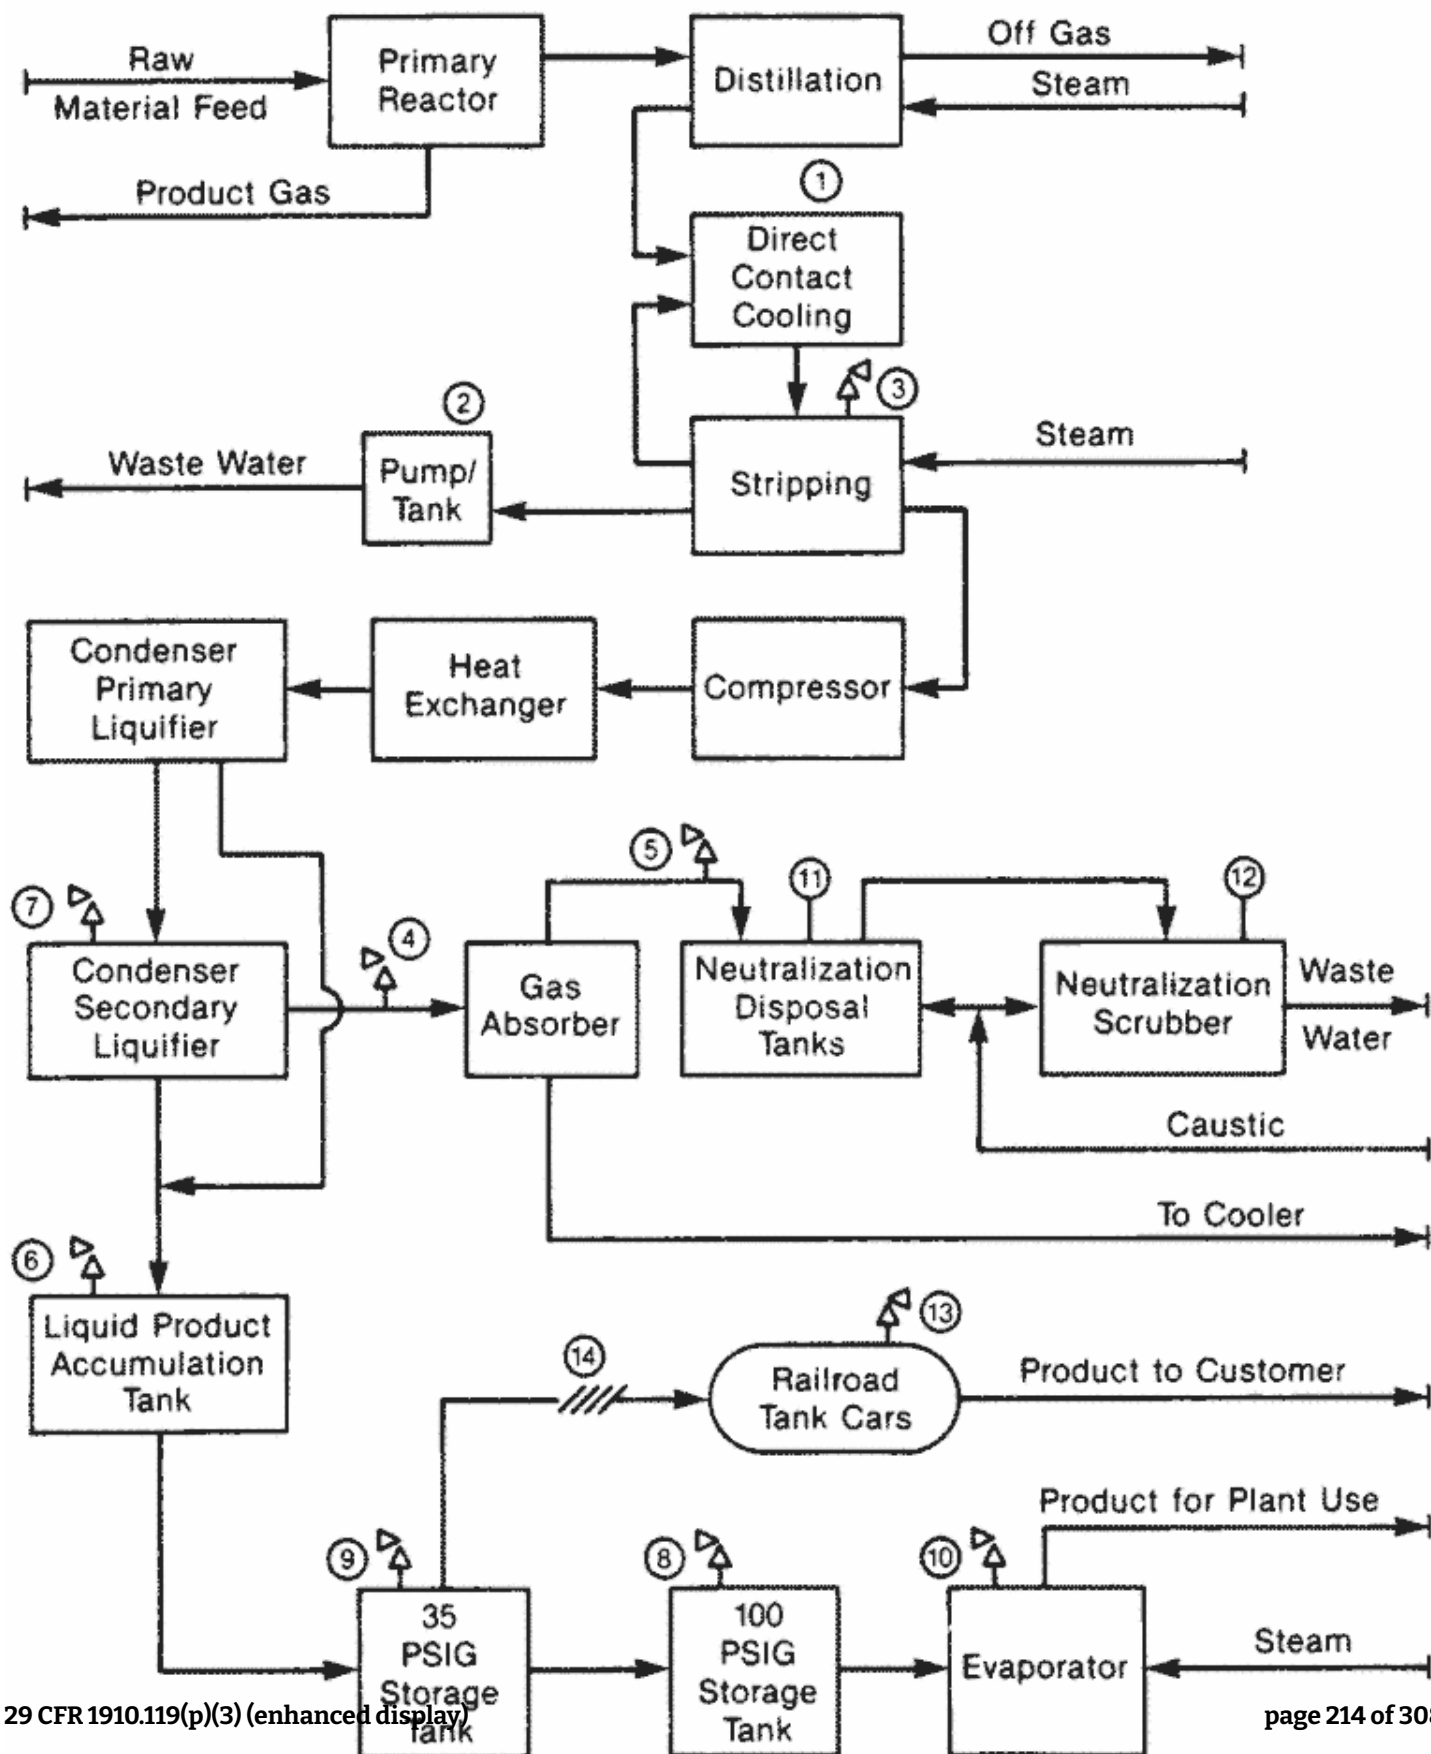 Raw
Material Feed
Primary
Reactor
Distillation
Off Gas
Steam
Product Gas
1
Direct
Contact
Cooling
2
3
Waste Water
Pump/
Tank
Stripping
Steam
Condenser
Primary
Liquifier
Heat
Exchanger
Compressor
7
4
5
11
12
Condenser
Secondary
Liquifier
Gas
Absorber
Neutralization
Disposal
Tanks
Neutralization
Scrubber
Waste
Water
Caustic
To Cooler
6
Liquid Product
Accumulation
Tank
14
13
Railroad
Tank Cars
Product to Customer
Product for Plant Use
9
8
10
35
PSIG
Storage
Tank
100
PSIG
Storage
Tank
Evaporator
Steam
29 CFR 1910.119(p)(3) (enhanced display)
page 214 of 308